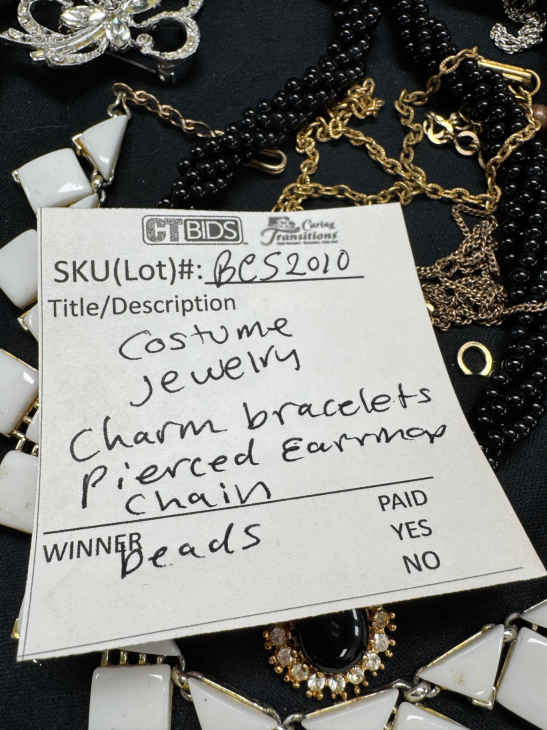 CTBIDS Caring Transitions
SKU(Lot)#: BCS2010
Title/Description
Costume
Jewelry
Charm bracelets
Pierced Earrings
Chain
WINNER Beads
PAID
YES
NO